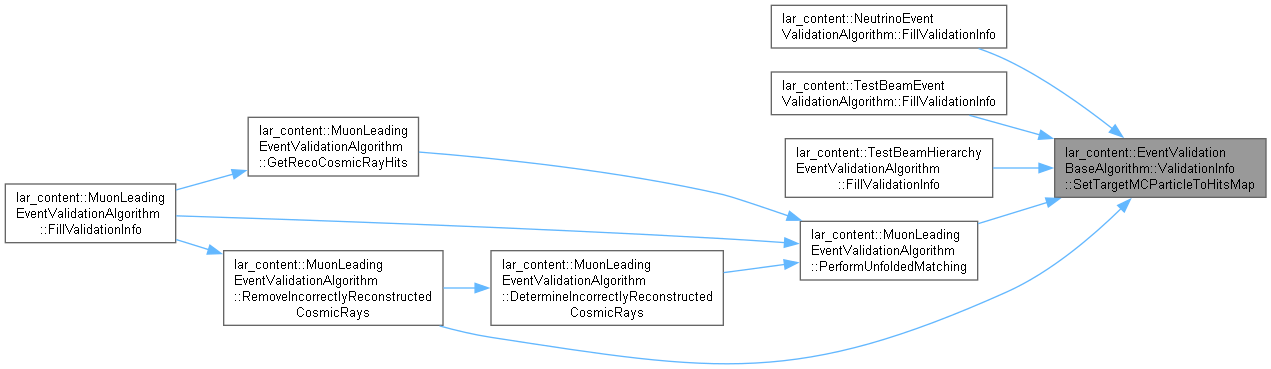 lar_content::NeutrinoEvent
ValidationAlgorithm::FillValidationInfo
lar_content::TestBeamEvent
ValidationAlgorithm::FillValidationInfo
lar_content::MuonLeading
EventValidationAlgorithm
::GetRecoCosmicRayHits
lar_content::TestBeamHierarchy
EventValidationAlgorithm
::FillValidationInfo
lar_content::EventValidation
BaseAlgorithm::ValidationInfo
::SetTargetMCParticleToHitsMap
lar_content::MuonLeading
EventValidationAlgorithm
::FillValidationInfo
lar_content::MuonLeading
EventValidationAlgorithm
::PerformUnfoldedMatching
lar_content::MuonLeading
EventValidationAlgorithm
::RemoveIncorrectlyReconstructed
CosmicRays
lar_content::MuonLeading
EventValidationAlgorithm
::DetermineIncorrectlyReconstructed
CosmicRays